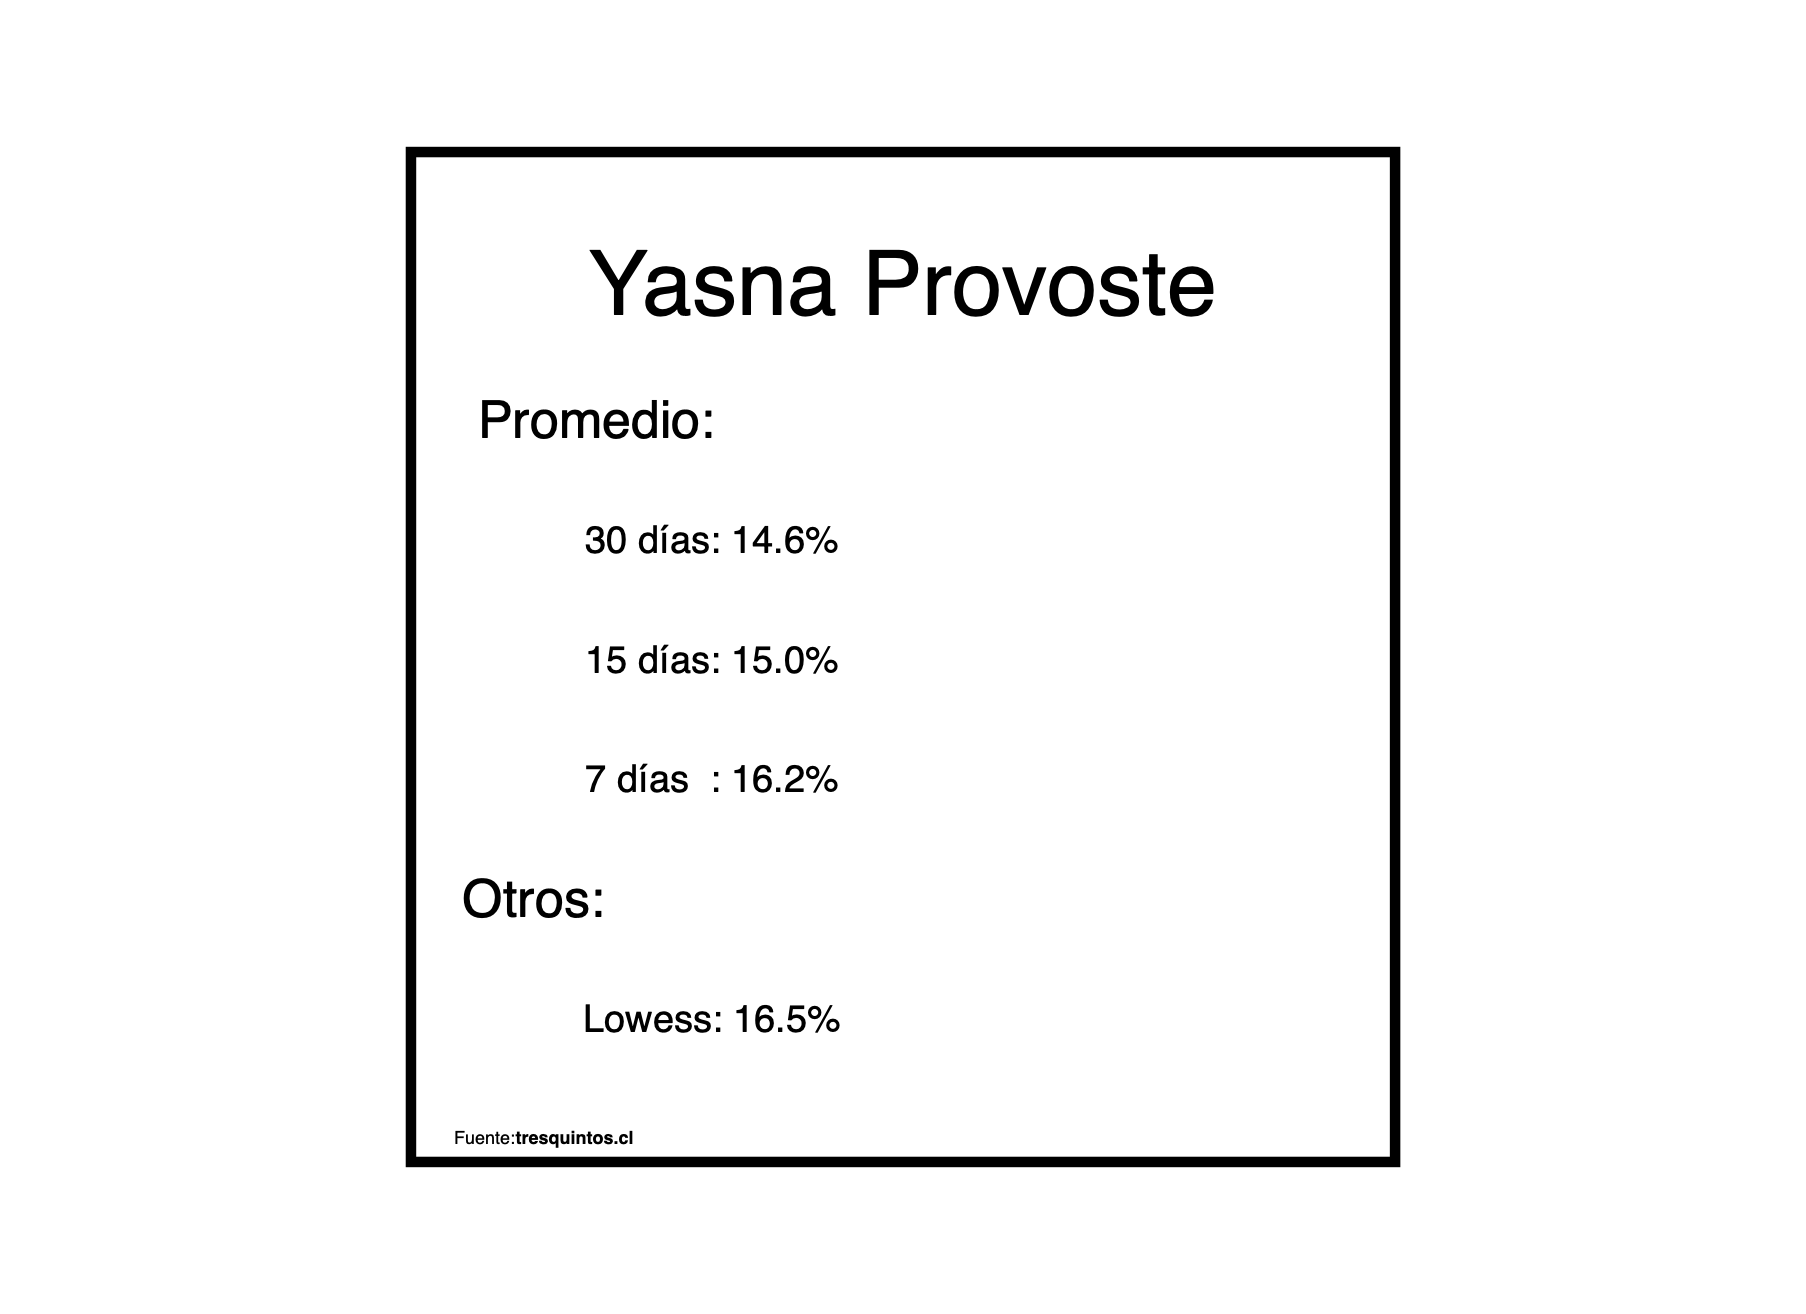 Yasna Provoste
Promedio:
30 días: 14.6%
15 días: 15.0%
7 días  : 16.2%
Otros:
Lowess: 16.5%
Fuente:tresquintos.cl